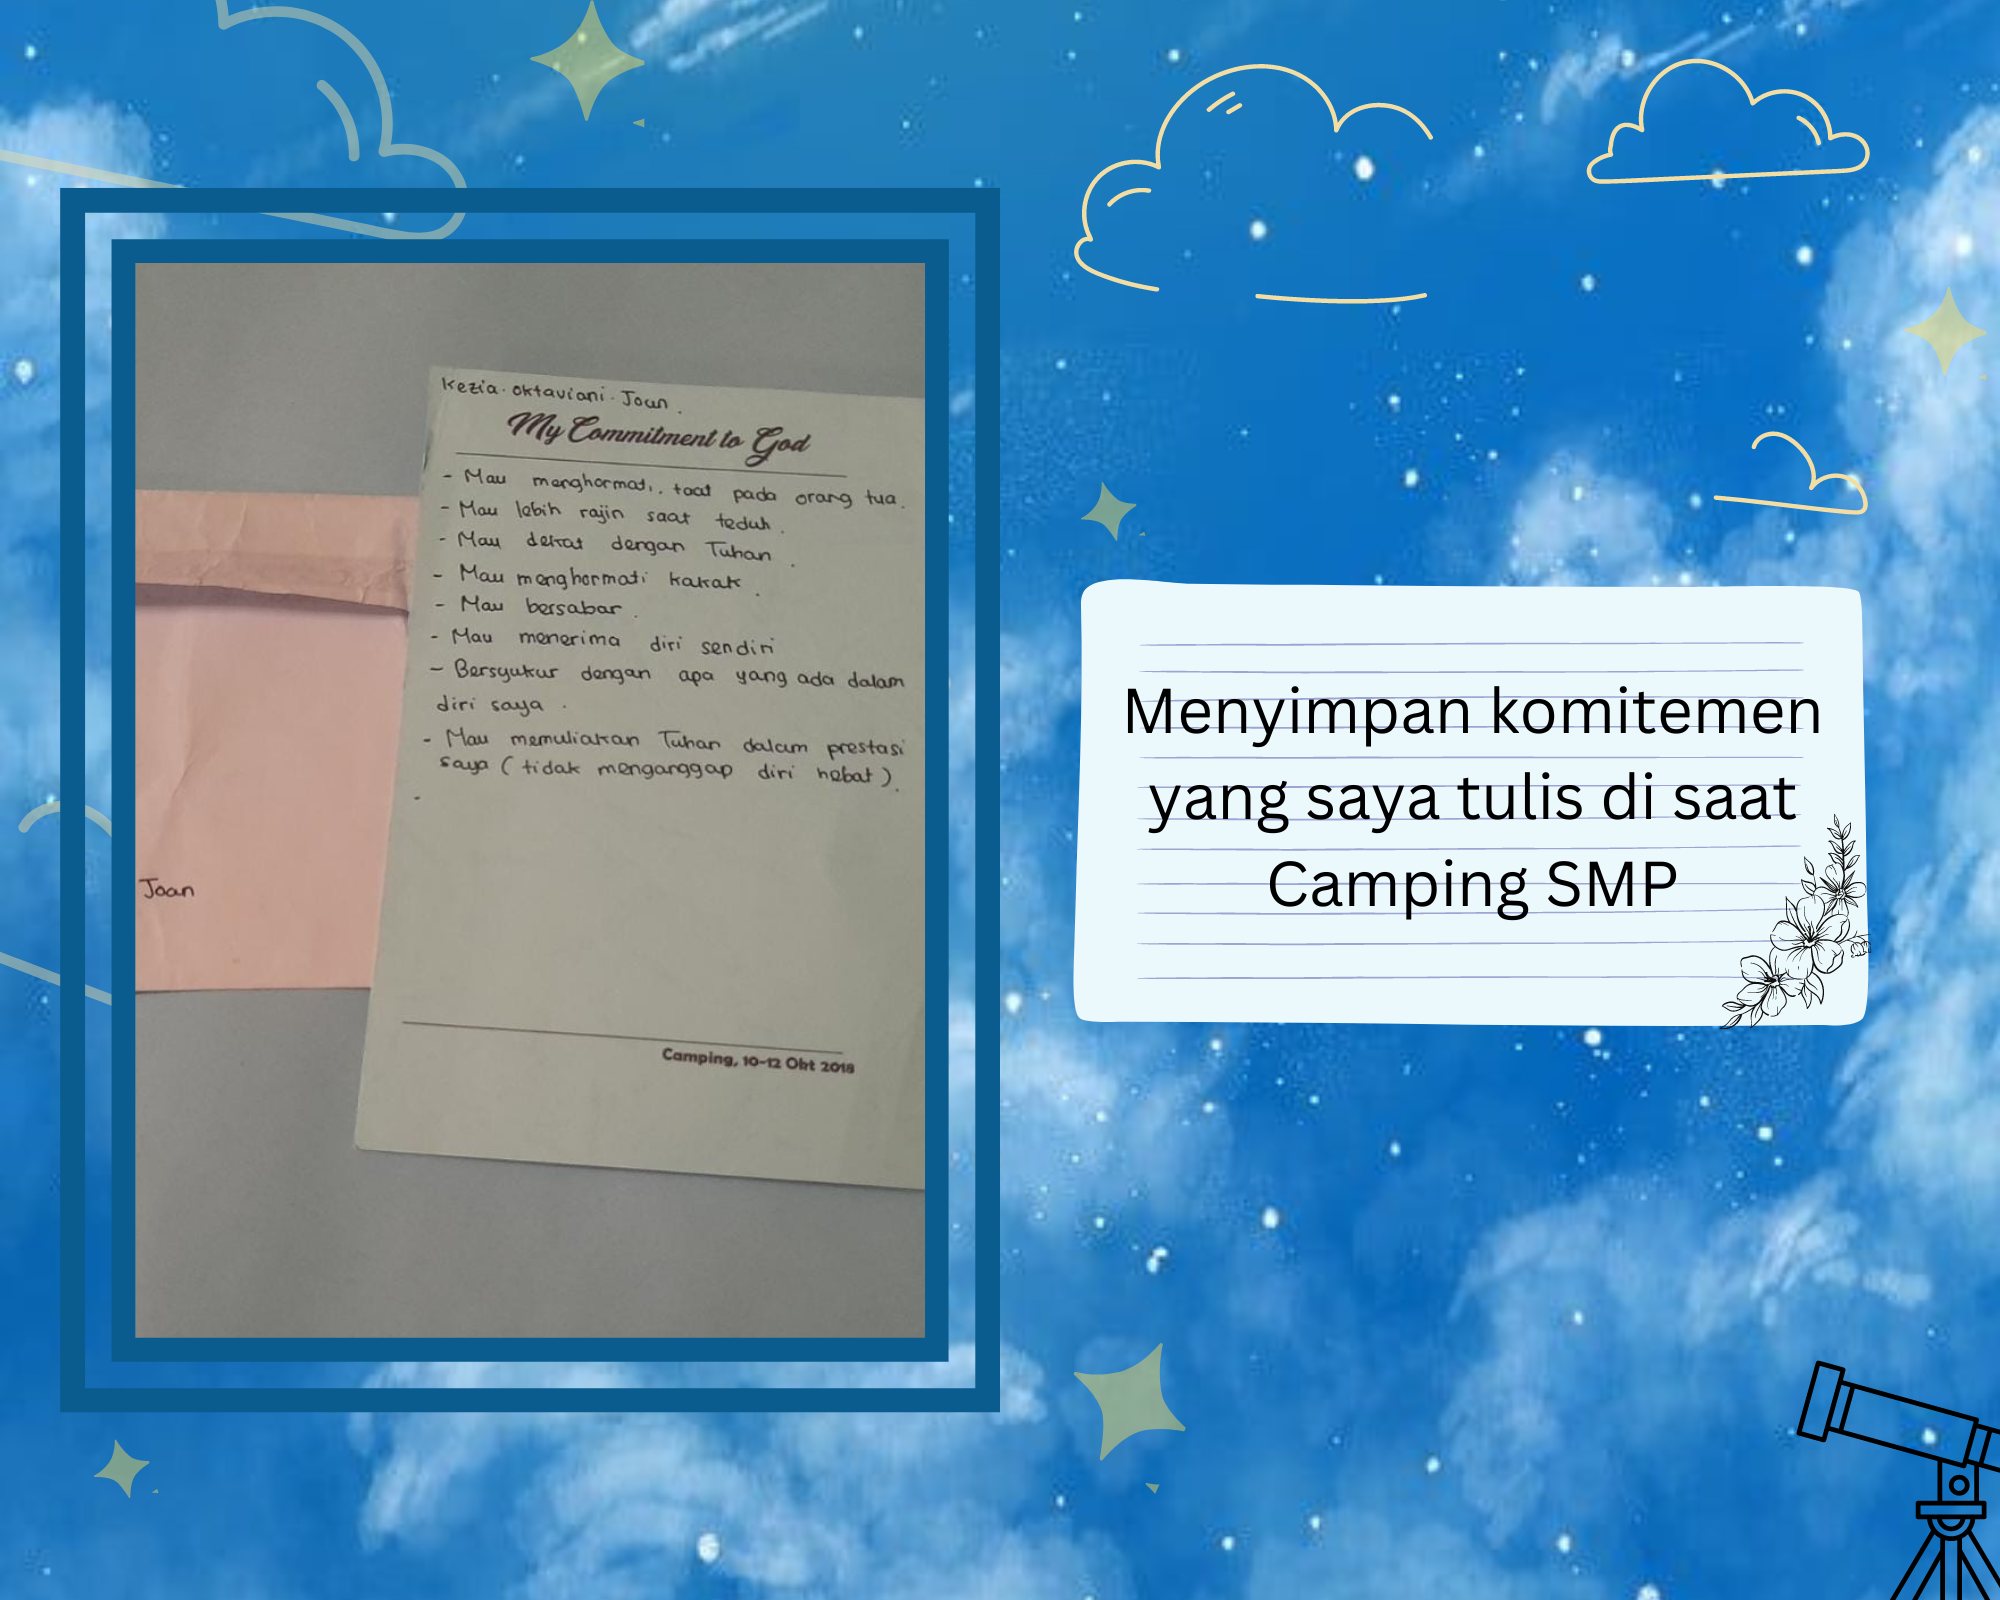 Kezia. Oktaviani. Joan.
My Commitment to God
- Mau menghormati, taat pada orang tua.
- Mau lebih rajin saat teduh.
- Mau dekat dengan Tuhan.
- Mau menghormati kakak.
- Mau bersabar.
- Mau menerima diri sendiri
- Bersyukur dengan apa yang ada dalam
diri saya.
- Mau memuliakan Tuhan dalam prestasi
saya (tidak menganggap diri hebat).
-
Joan
Camping, 10-12 Okt 2018
Menyimpan komitemen
yang saya tulis di saat
Camping SMP